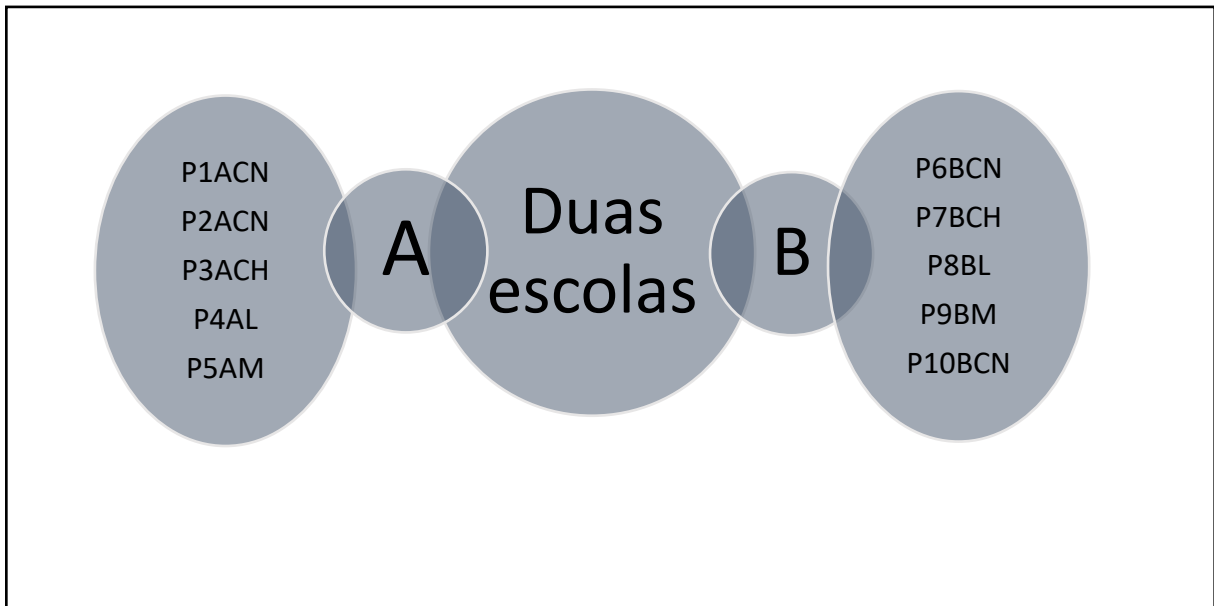 P1ACN
P2ACN
P3ACH
P4AL
P5AM
A
Duas
escolas
B
P6BCN
P7BCH
P8BL
P9BM
P10BCN